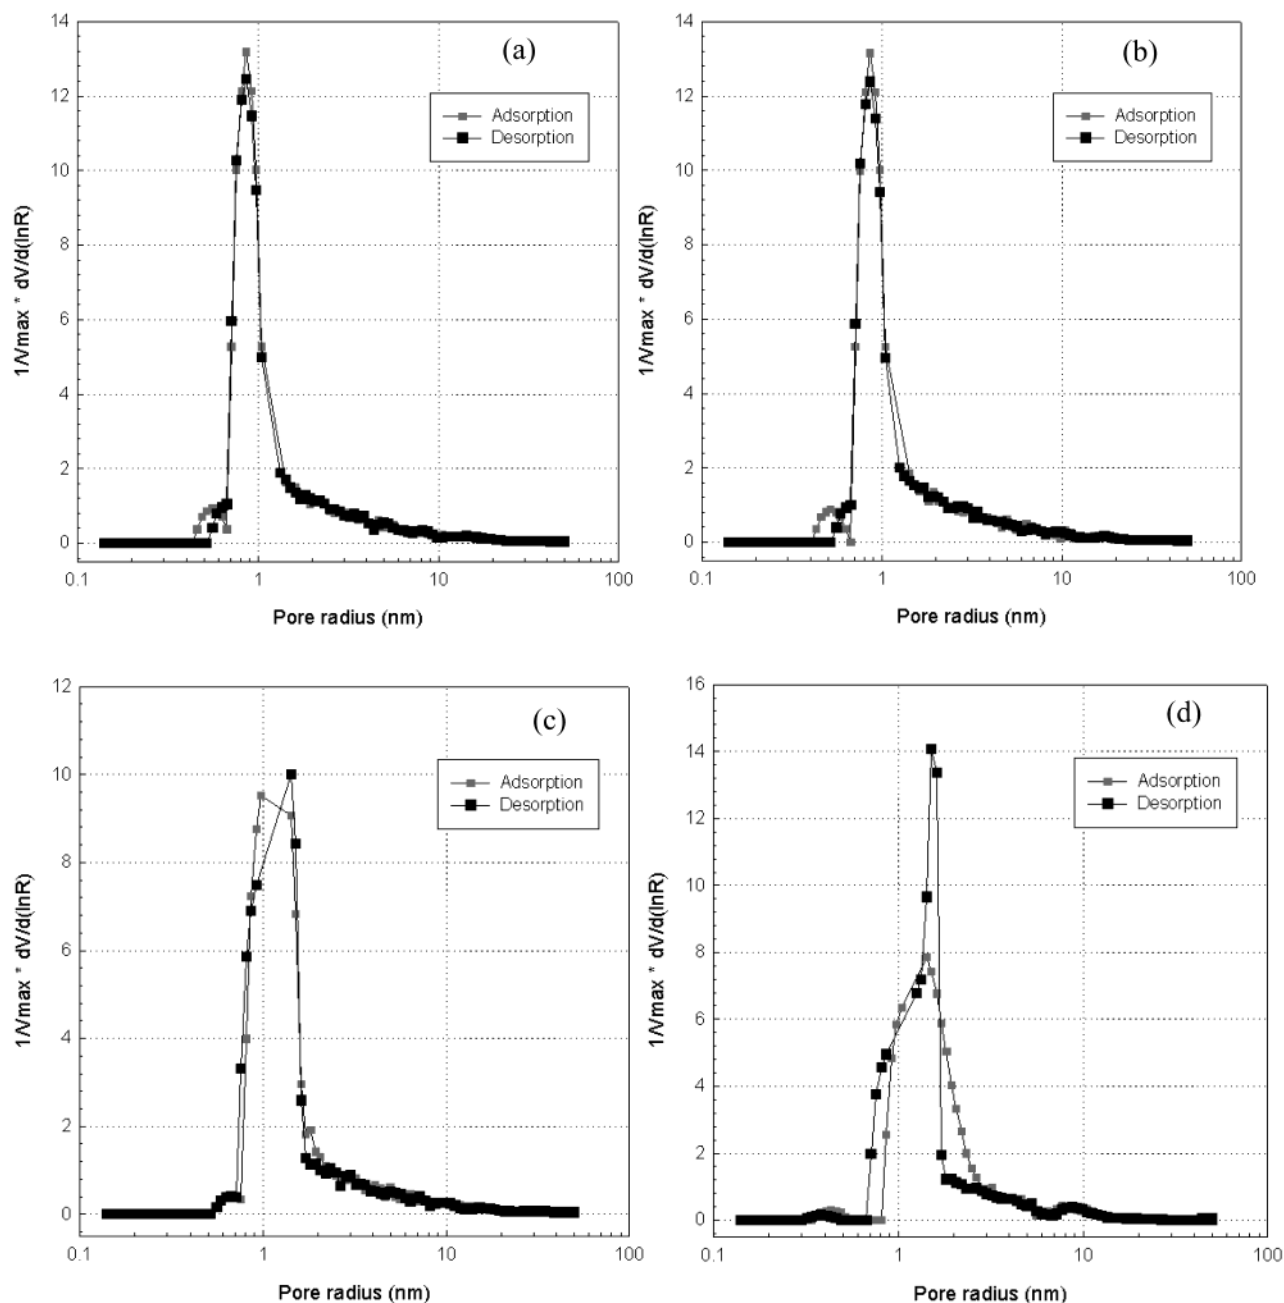 14
12
10
8
6
4
2
0
0.1
1
10
100
1/Vmax * dV/d(lnR)
Pore radius (nm)
(a)
Adsorption
Desorption
14
12
10
8
6
4
2
0
0.1
1
10
100
1/Vmax * dV/d(lnR)
Pore radius (nm)
(b)
Adsorption
Desorption
12
10
8
6
4
2
0
0.1
1
10
100
1/Vmax * dV/d(lnR)
Pore radius (nm)
(c)
Adsorption
Desorption
16
14
12
10
8
6
4
2
0
0.1
1
10
100
1/Vmax * dV/d(lnR)
Pore radius (nm)
(d)
Adsorption
Desorption